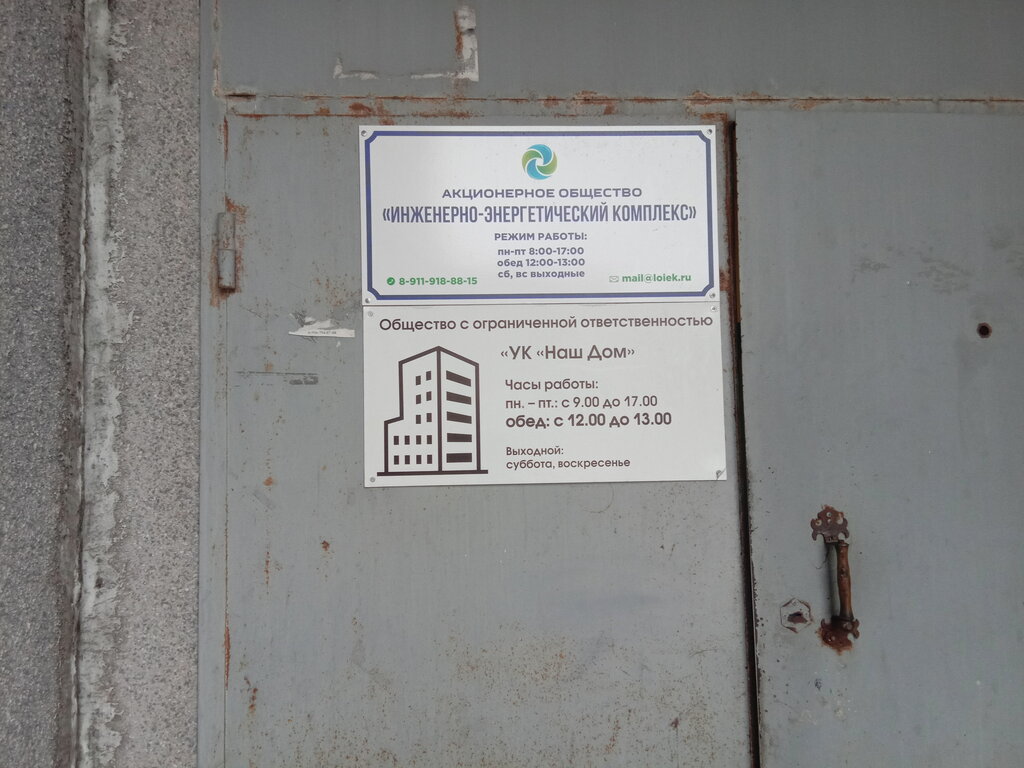 АКЦИОНЕРНОЕ ОБЩЕСТВО
«ИНЖЕНЕРНО-ЭНЕРГЕТИЧЕСКИЙ КОМПЛЕКС»
РЕЖИМ РАБОТЫ:
пн-пт 8:00-17:00
обед 12:00-13:00
сб, вс выходные
8-911-918-88-15
mail@loiek.ru
Общество с ограниченной ответственностью
«УК «Наш Дом»
Часы работы:
пн. – пт.: с 9.00 до 17.00
обед: с 12.00 до 13.00
Выходной:
суббота, воскресенье